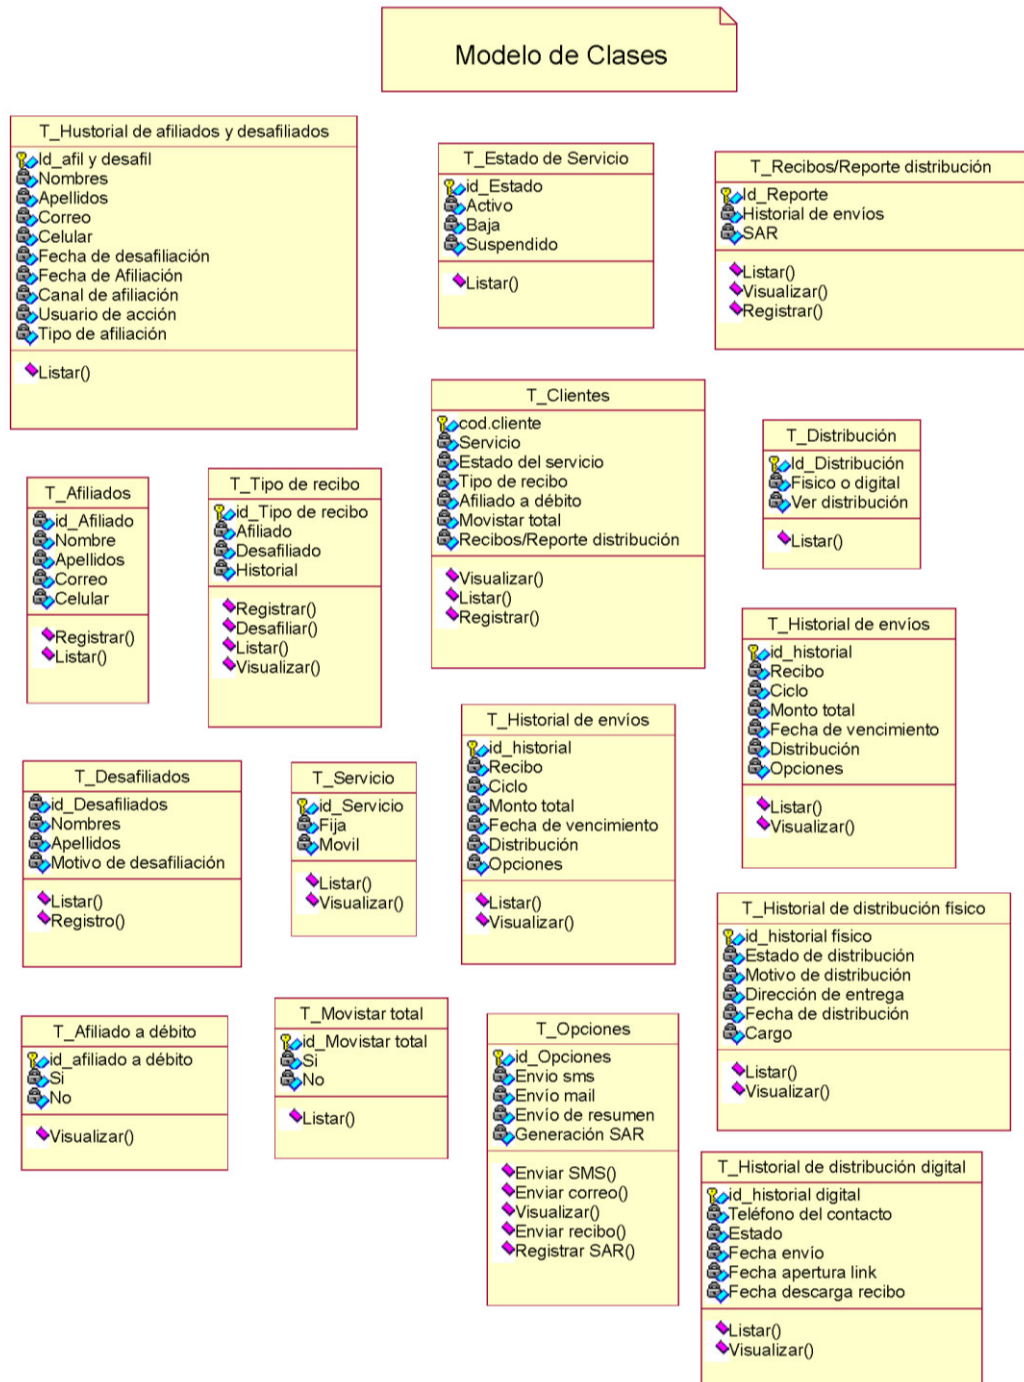 Modelo de Clases
T_Hustorial de afiliados y desafiliados
Id_afil y desafil
Nombres
Apellidos
Correo
Celular
Fecha de desafiliación
Fecha de Afiliación
Canal de afiliación
Usuario de acción
Tipo de afiliación
Listar()
T_Estado de Servicio
id_Estado
Activo
Baja
Suspendido
Listar()
T_Recibos/Reporte distribución
Id_Reporte
Historial de envíos
SAR
Listar()
Visualizar()
Registrar()
T_Clientes
cod.cliente
Servicio
Estado del servicio
Tipo de recibo
Afiliado a débito
Movistar total
Recibos/Reporte distribución
Visualizar()
Listar()
Registrar()
T_Distribución
Id_Distribución
Fisico o digital
Ver distribución
Listar()
T_Afiliados
id_Afiliado
Nombre
Apellidos
Correo
Celular
Registrar()
Listar()
T_Tipo de recibo
id_Tipo de recibo
Afiliado
Desafiliado
Historial
Registrar()
Desafiliar()
Listar()
Visualizar()
T_Historial de envíos
id_historial
Recibo
Ciclo
Monto total
Fecha de vencimiento
Distribución
Opciones
Listar()
Visualizar()
T_Historial de envíos
id_historial
Recibo
Ciclo
Monto total
Fecha de vencimiento
Distribución
Opciones
Listar()
Visualizar()
T_Desafiliados
id_Desafiliados
Nombres
Apellidos
Motivo de desafiliación
Listar()
Registro()
T_Servicio
id_Servicio
Fija
Movil
Listar()
Visualizar()
T_Historial de distribución físico
id_historial físico
Estado de distribución
Motivo de distribución
Dirección de entrega
Fecha de distribución
Cargo
Listar()
Visualizar()
T_Afiliado a débito
id_afiliado a débito
Si
No
Visualizar()
T_Movistar total
id_Movistar total
Si
No
Listar()
T_Opciones
id_Opciones
Envio sms
Envío mail
Envío de resumen
Generación SAR
Enviar SMS()
Enviar correo()
Visualizar()
Enviar recibo()
Registrar SAR()
T_Historial de distribución digital
id_historial digital
Teléfono del contacto
Estado
Fecha envío
Fecha apertura link
Fecha descarga recibo
Listar()
Visualizar()